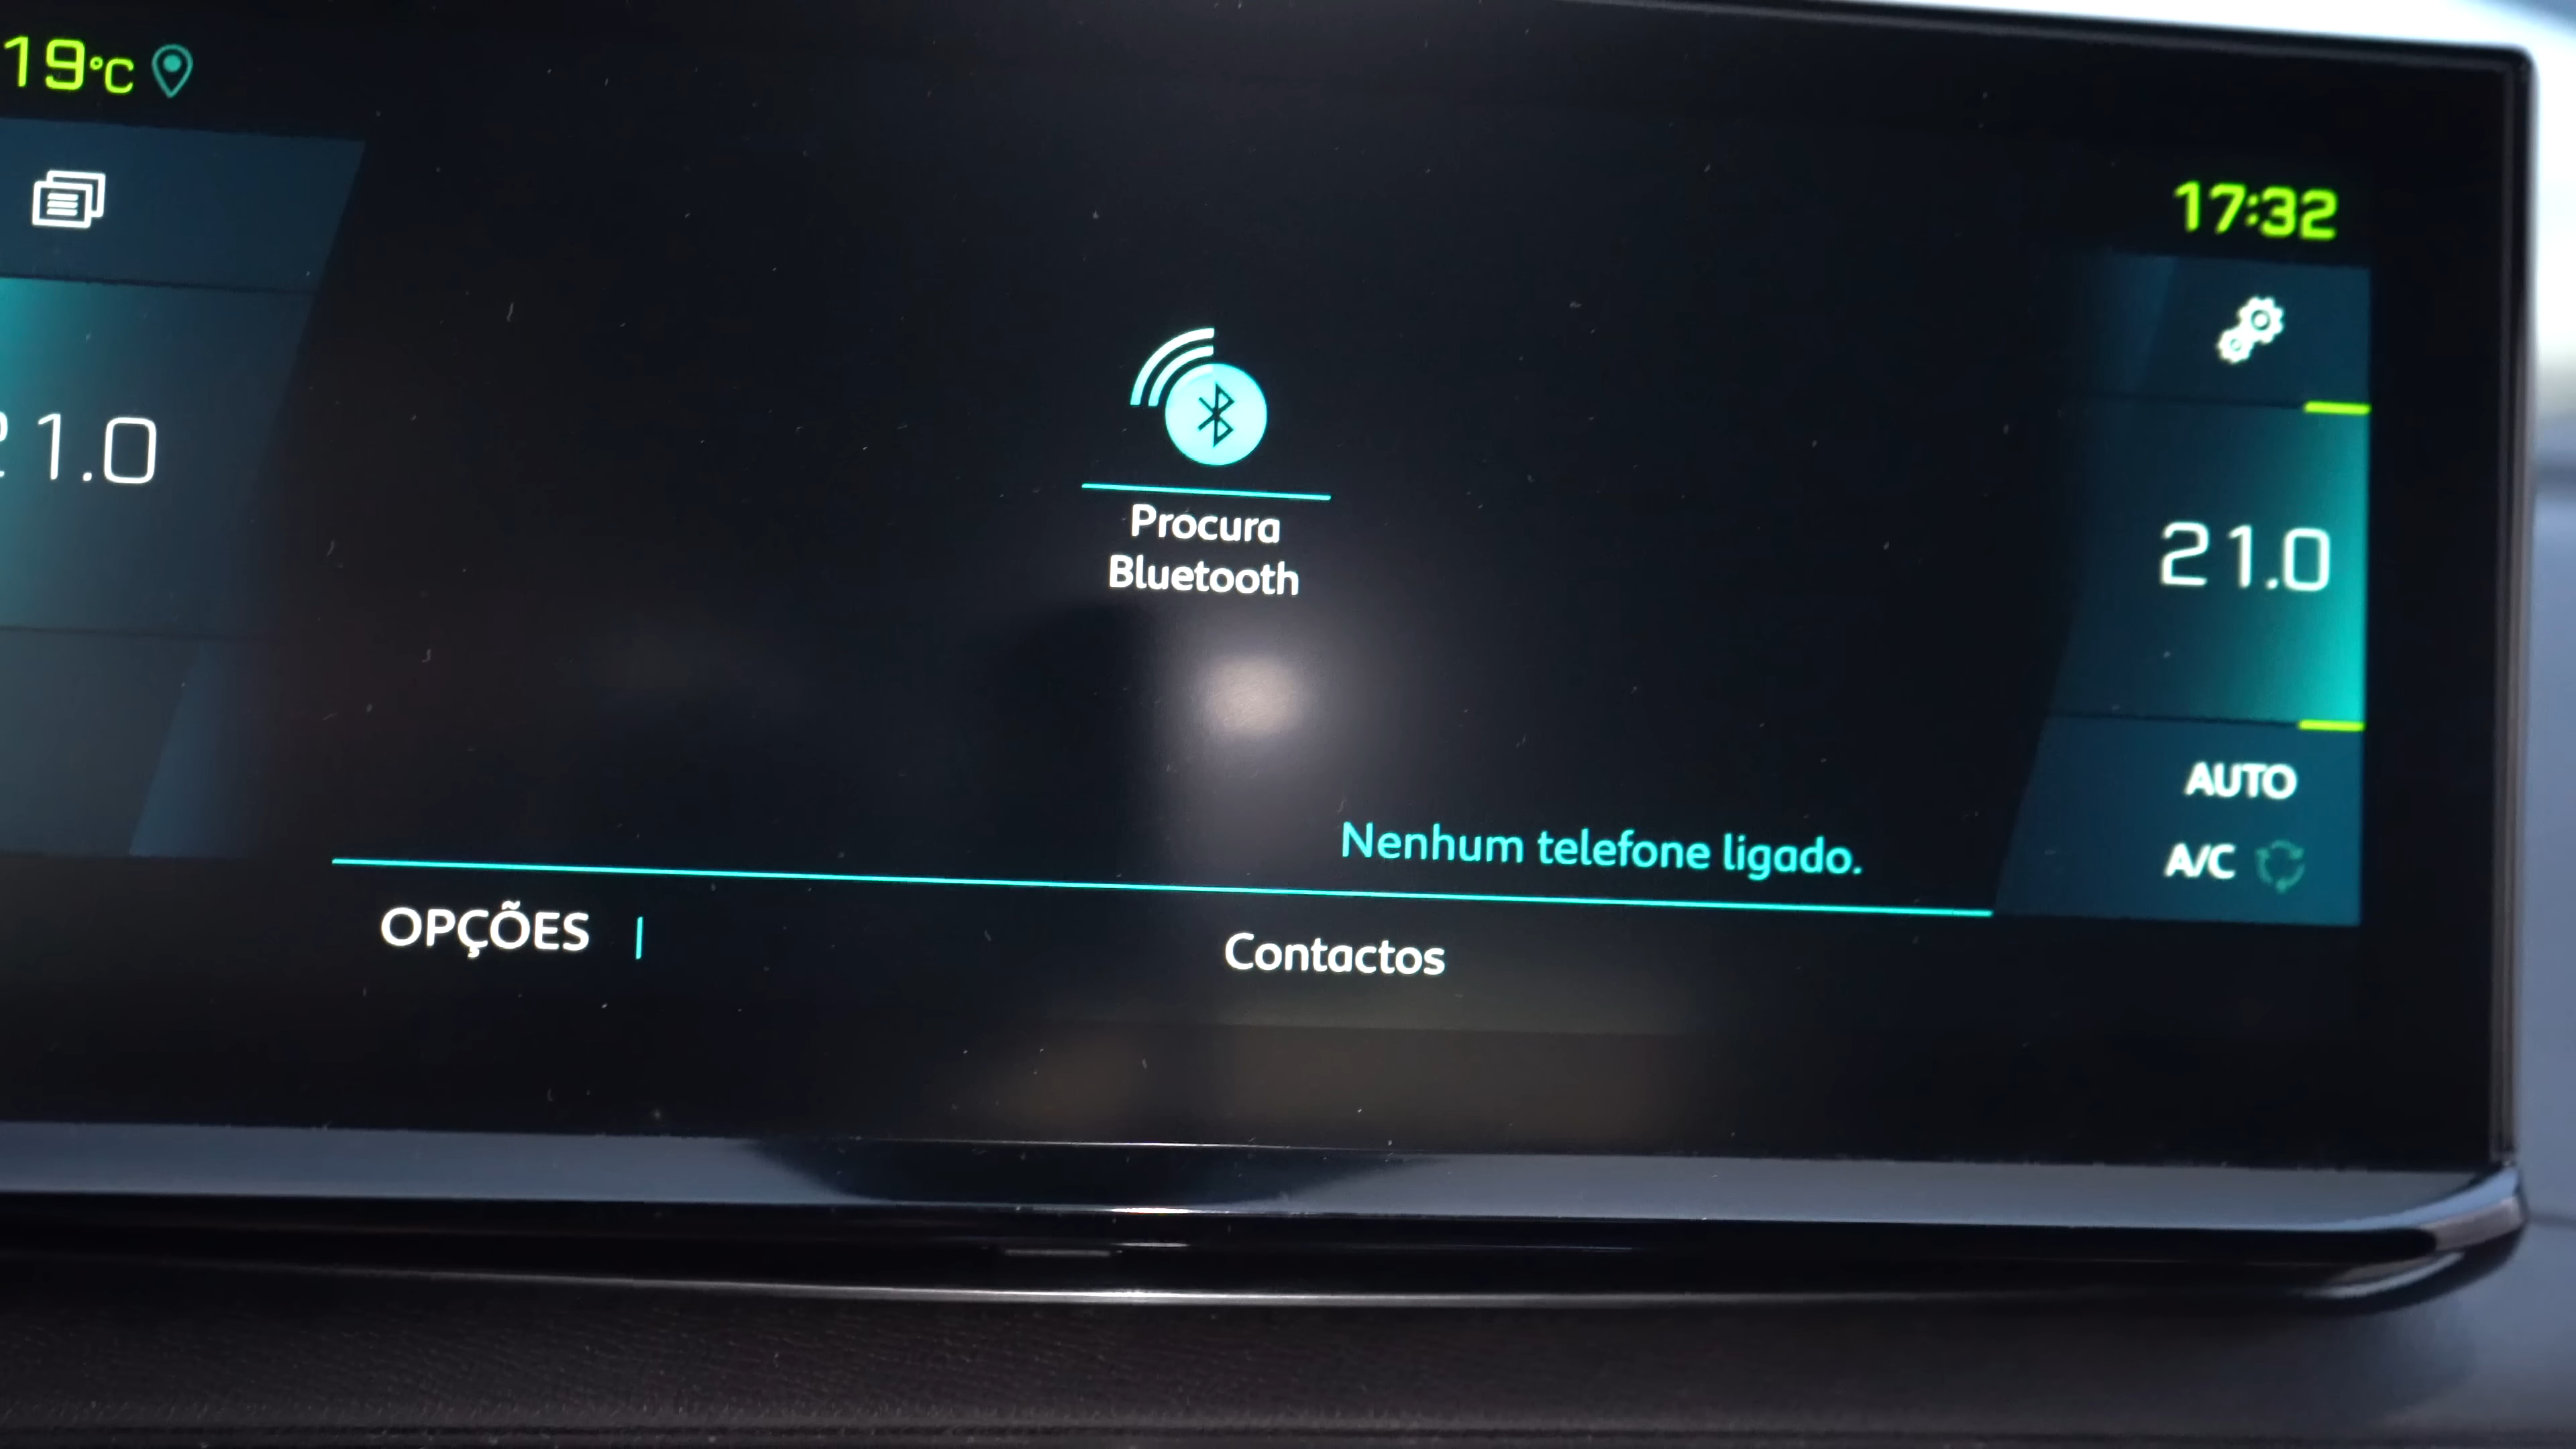 19°C
17:32
21.0
21.0
Procura
Bluetooth
Nenhum telefone ligado.
AUTO
A/C
OPÇÕES
Contactos